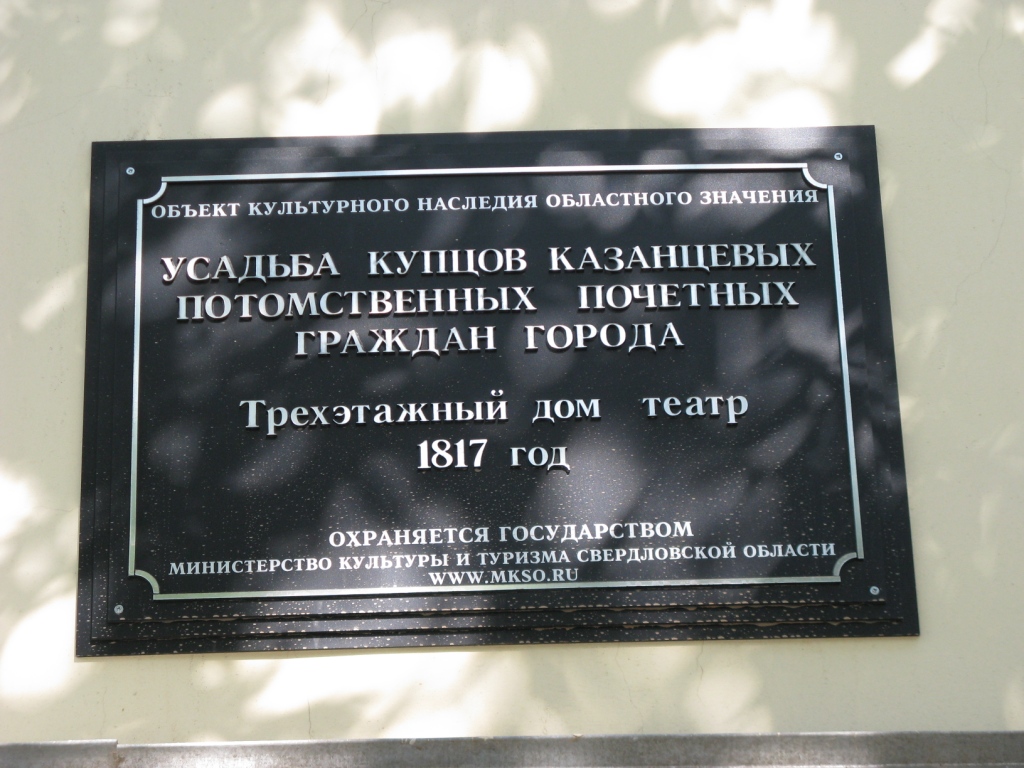 ОБЪЕКТ КУЛЬТУРНОГО НАСЛЕДИЯ ОБЛАСТНОГО ЗНАЧЕНИЯ
УСАДЬБА КУПЦОВ КАЗАНЦЕВЫХ
ПОТОМСТВЕННЫХ ПОЧЕТНЫХ
ГРАЖДАН ГОРОДА
Трехэтажный дом театр
1817 год
ОХРАНЯЕТСЯ ГОСУДАРСТВОМ
МИНИСТЕРСТВО КУЛЬТУРЫ И ТУРИЗМА СВЕРДЛОВСКОЙ ОБЛАСТИ
WWW.MKSO.RU